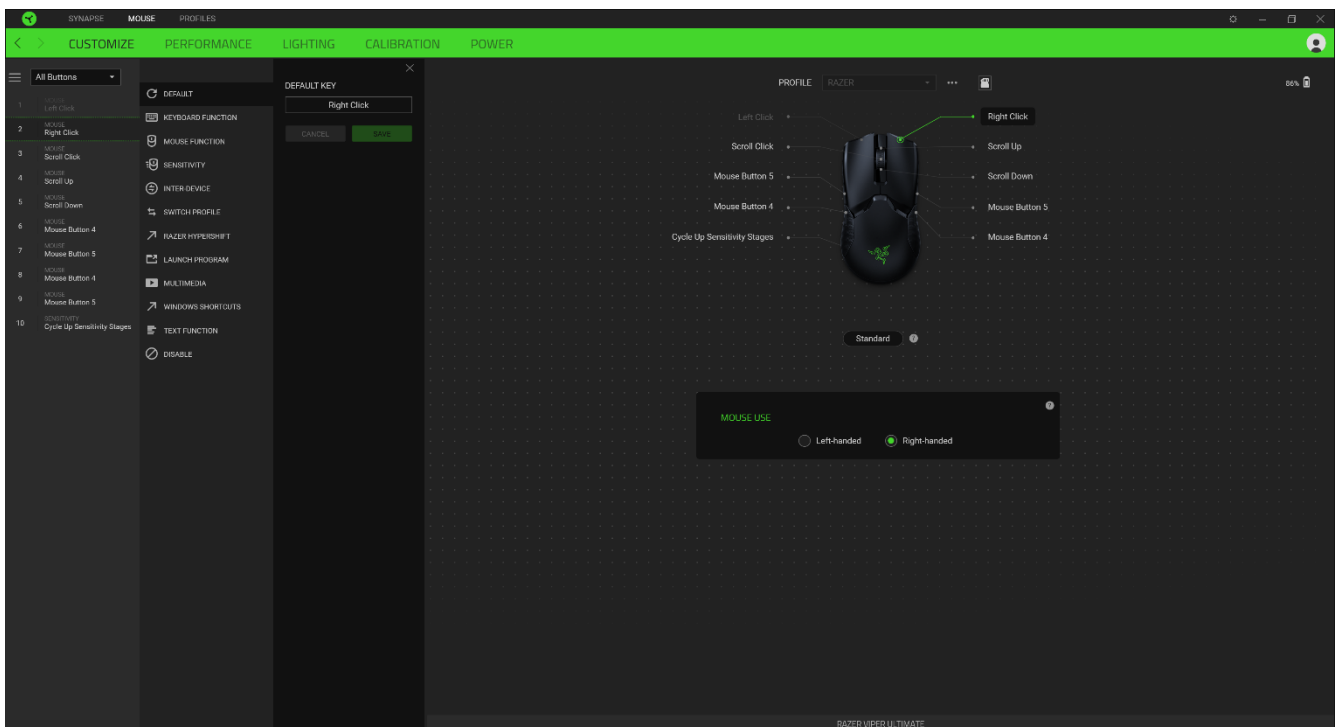 SYNAPSE MOUSE PROFILES
CUSTOMIZE PERFORMANCE LIGHTING CALIBRATION POWER
All Buttons
1 MOUSE
Left Click
2 MOUSE
Right Click
3 MOUSE
Scroll Click
4 MOUSE
Scroll Up
5 MOUSE
Scroll Down
6 MOUSE
Mouse Button 4
7 MOUSE
Mouse Button 5
8 MOUSE
Mouse Button 4
9 MOUSE
Mouse Button 5
10 SENSITIVITY
Cycle Up Sensitivity Stages
DEFAULT
KEYBOARD FUNCTION
MOUSE FUNCTION
SENSITIVITY
INTER-DEVICE
SWITCH PROFILE
RAZER HYPERSHIFT
LAUNCH PROGRAM
MULTIMEDIA
WINDOWS SHORTCUTS
TEXT FUNCTION
DISABLE
DEFAULT KEY
Right Click
CANCEL SAVE
PROFILE RAZER
86%
Left Click
Scroll Click
Mouse Button 5
Mouse Button 4
Cycle Up Sensitivity Stages
Right Click
Scroll Up
Scroll Down
Mouse Button 5
Mouse Button 4
Standard ?
MOUSE USE ?
Left-handed Right-handed
RAZER VIPER ULTIMATE